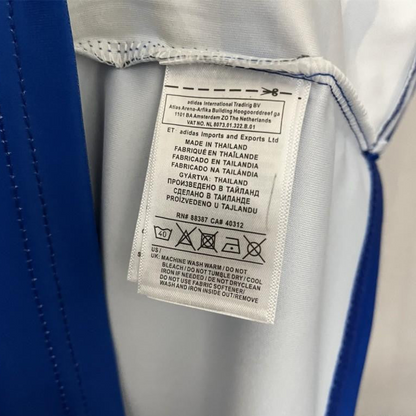 adidas International Trading BV
Atlas Arena-Afrika Building Hoogoorddreef ga
1101 BA Amsterdam ZO The Netherlands
VAT NO. NL 8073.01.322.B.01
ET: adidas Imports and Exports Ltd
MADE IN THAILAND
FABRIQUÉ EN THAÏLANDE
FABRICADO EN TAILANDIA
FABRICADO NA TAILÂNDIA
GYÁRTVA: THAILAND
ПРОИЗВЕДЕНО В ТАЙЛАНД
PROIZVEDENO U TAJLANDU
RN# 88387 CA# 40312
40
US/
UK: MACHINE WASH WARM / DO NOT
BLEACH / DO NOT TUMBLE DRY / COOL
IRON IF NEEDED / DO NOT DRYCLEAN
DO NOT USE FABRIC SOFTENER/
WASH AND IRON INSIDE OUT/REMOVE